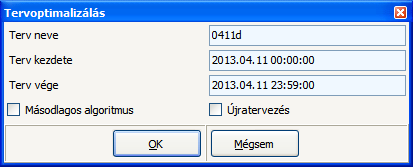 Tervoptimalizálás
Terv neve 0411d
Terv kezdete 2013.04.11 00:00:00
Terv vége 2013.04.11 23:59:00
Másodlagos algoritmus Újratervezés
OK Mégsem